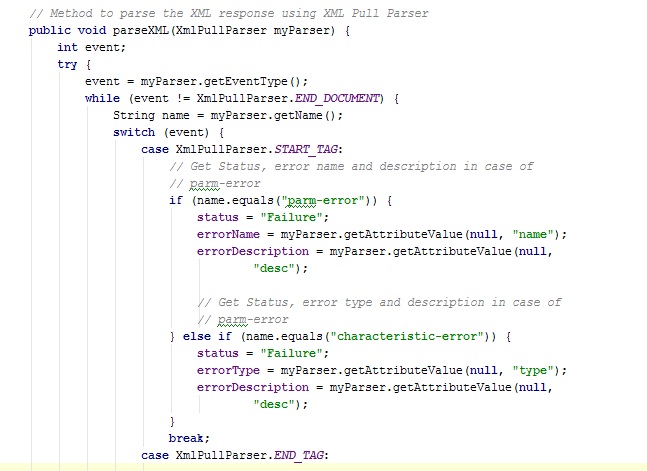 // Method to parse the XML response using XML Pull Parser
public void parseXML(XmlPullParser myParser) {
int event;
try {
event = myParser.getEventType();
while (event != XmlPullParser.END_DOCUMENT) {
String name = myParser.getName();
switch (event) {
case XmlPullParser.START_TAG:
// Get Status, error name and description in case of
// parm-error
if (name.equals("parm-error")) {
status = "Failure";
errorName = myParser.getAttributeValue(null, "name");
errorDescription = myParser.getAttributeValue(null,
"desc");
// Get Status, error type and description in case of
// parm-error
} else if (name.equals("characteristic-error")) {
status = "Failure";
errorType = myParser.getAttributeValue(null, "type");
errorDescription = myParser.getAttributeValue(null,
"desc");
}
break;
case XmlPullParser.END_TAG: